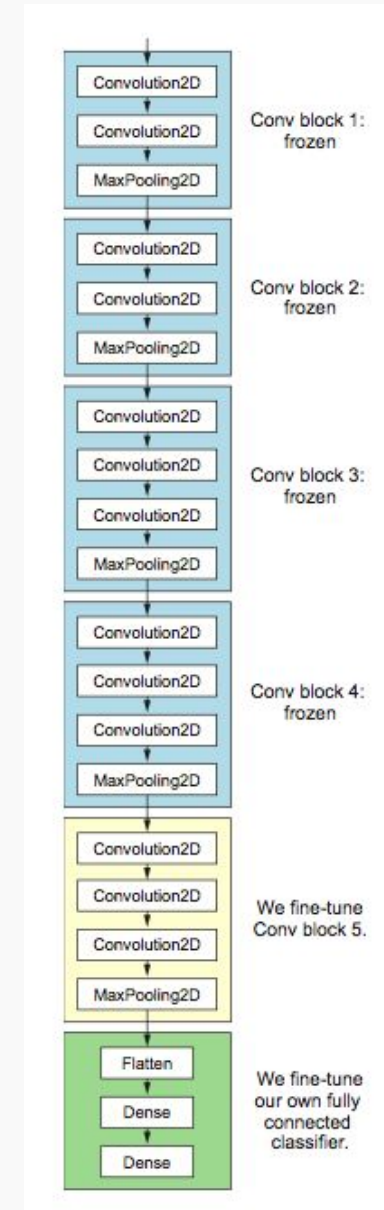 Convolution2D
Convolution2D
MaxPooling2D
Conv block 1:
frozen
Convolution2D
Convolution2D
MaxPooling2D
Conv block 2:
frozen
Convolution2D
Convolution2D
Convolution2D
MaxPooling2D
Conv block 3:
frozen
Convolution2D
Convolution2D
Convolution2D
MaxPooling2D
Conv block 4:
frozen
Convolution2D
Convolution2D
Convolution2D
MaxPooling2D
We fine-tune
Conv block 5.
Flatten
Dense
Dense
We fine-tune
our own fully
connected
classifier.